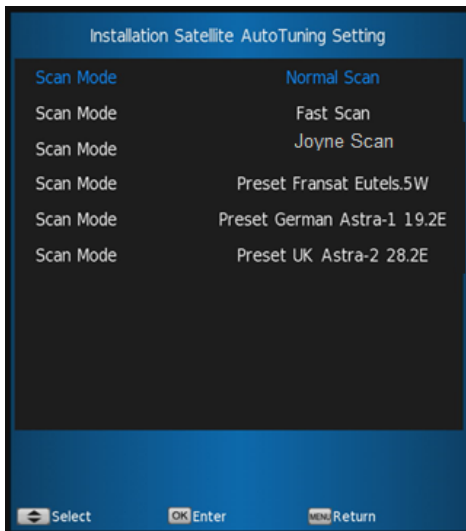 Installation Satellite AutoTuning Setting
Scan Mode Normal Scan
Scan Mode Fast Scan
Scan Mode Joyne Scan
Scan Mode Preset Fransat Eutels.5W
Scan Mode Preset German Astra-1 19.2E
Scan Mode Preset UK Astra-2 28.2E
Select OK Enter MENU Return